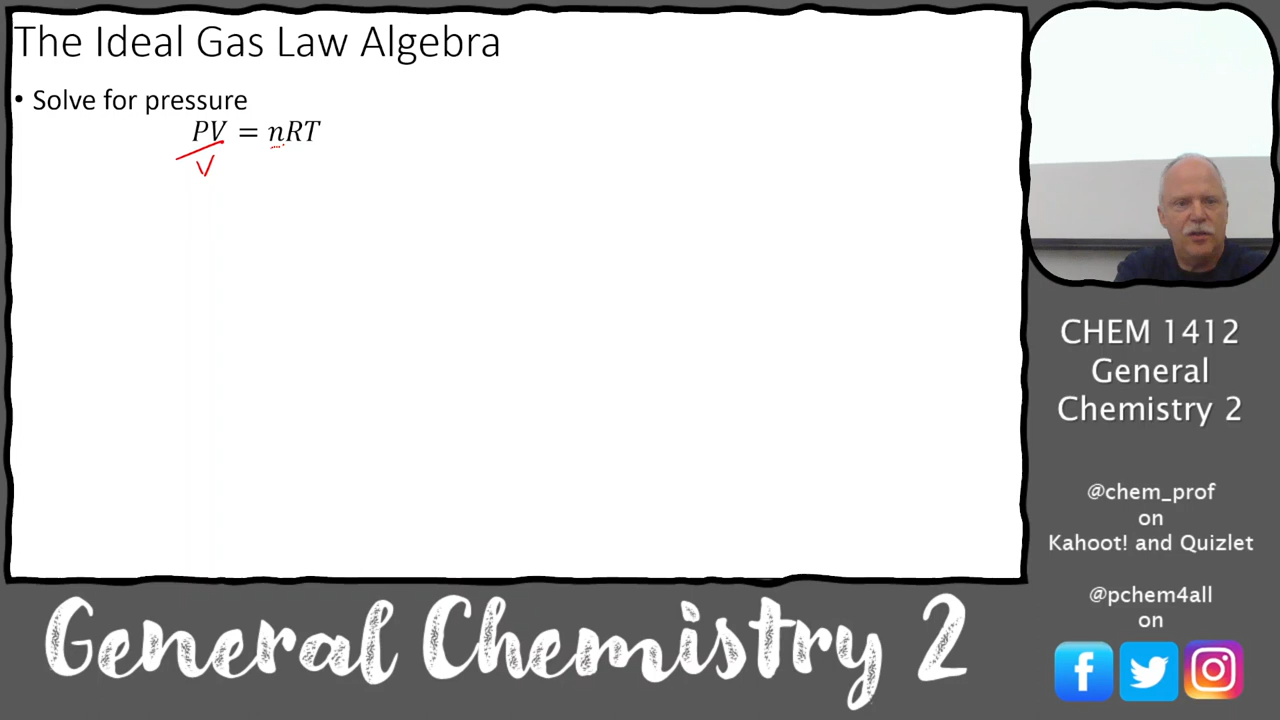 The Ideal Gas Law Algebra
• Solve for pressure
PV = nRT
V
CHEM 1412
General
Chemistry 2
@chem_prof
on
Kahoot! and Quizlet
@pchem4all
on
f
General Chemistry 2